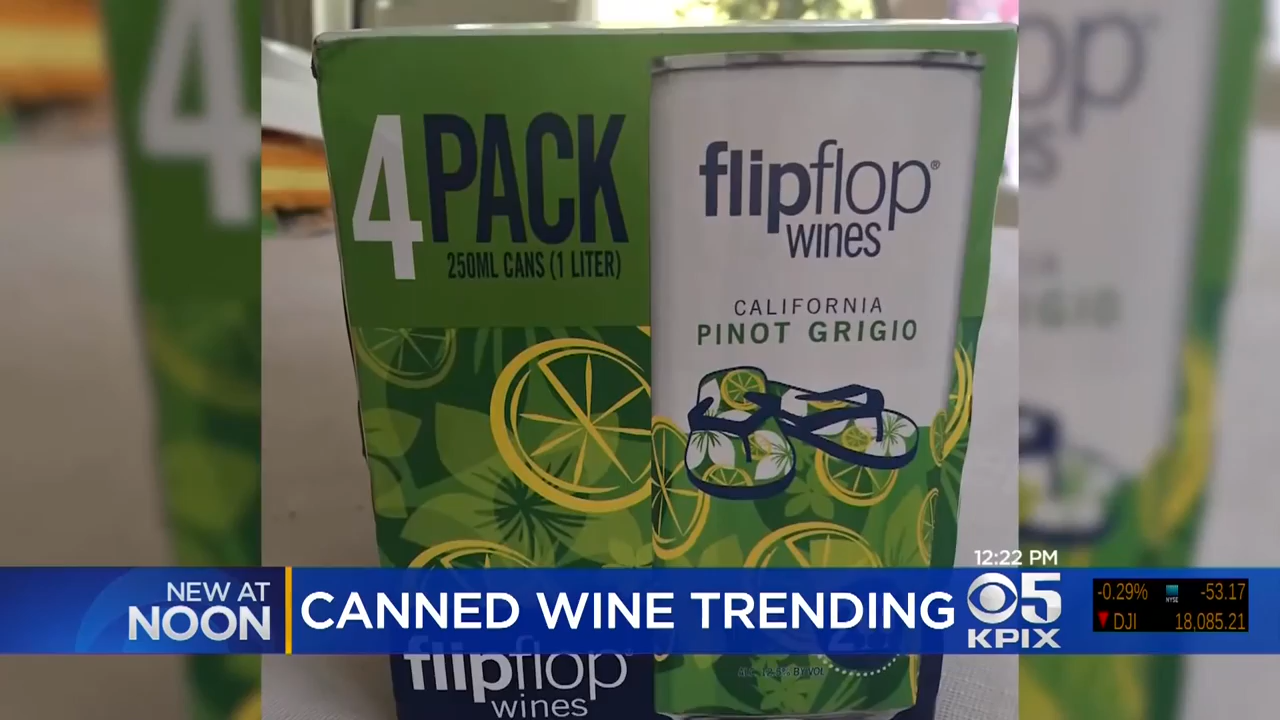 4 PACK
250ML CANS (1 LITER)
flipflop®
wines
CALIFORNIA
PINOT GRIGIO
12:22 PM
NEW AT
NOON
CANNED WINE TRENDING
5
KPIX
-0.29% NYSE -53.17
DJI 18,085.21
flipflop
wines